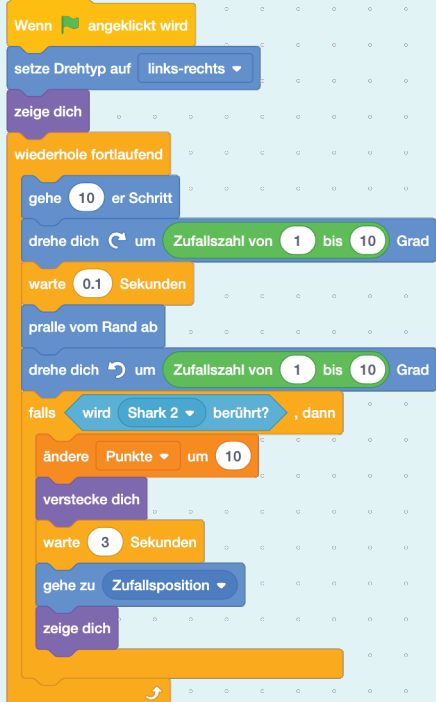 Wenn angeklickt wird
setze Drehtyp auf links-rechts
zeige dich
wiederhole fortlaufend
gehe 10 er Schritt
drehe dich um Zufallszahl von 1 bis 10 Grad
warte 0.1 Sekunden
pralle vom Rand ab
drehe dich um Zufallszahl von 1 bis 10 Grad
falls wird Shark 2 berührt? , dann
ändere Punkte um 10
verstecke dich
warte 3 Sekunden
gehe zu Zufallsposition
zeige dich